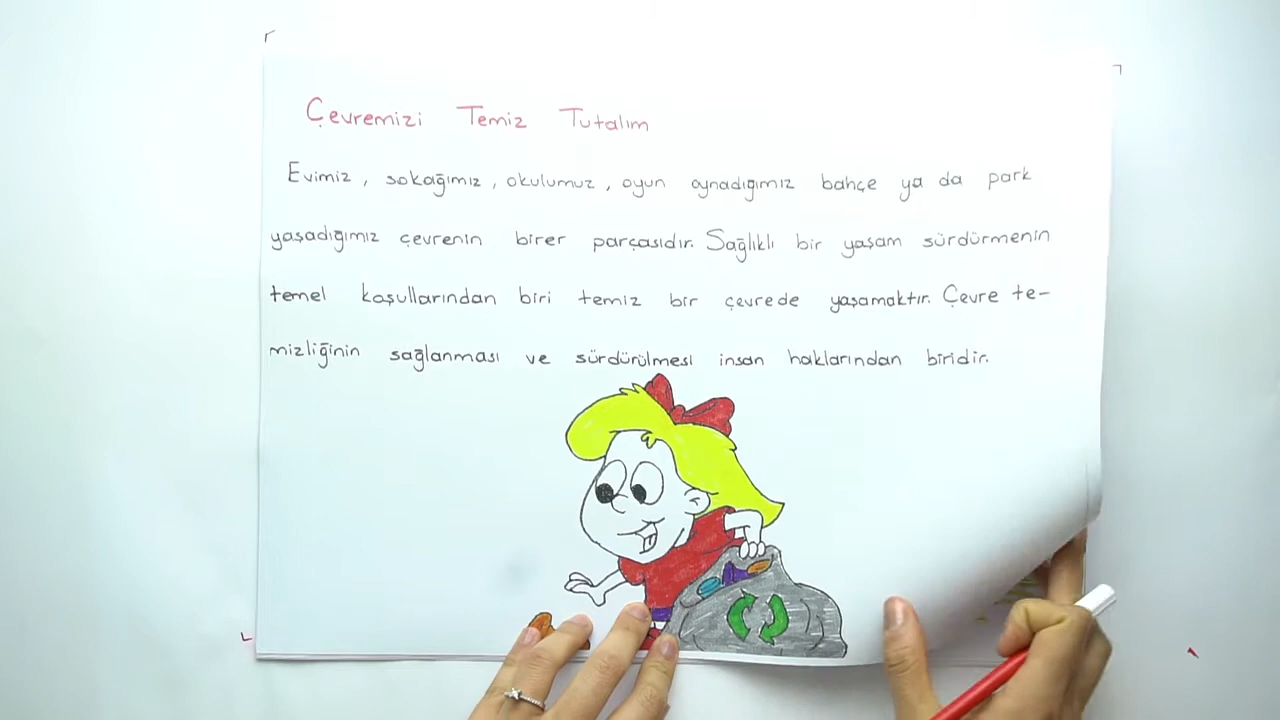 Çevremizi Temiz Tutalım
Evimiz, sokağımız, okulumuz, oyun oynadığımız bahçe ya da park
yaşadığımız çevrenin birer parçasıdır. Sağlıklı bir yaşam sürdürmenin
temel koşullarından biri temiz bir çevrede yaşamaktır. Çevre te-
mizliğinin sağlanması ve sürdürülmesi insan haklarından biridir.